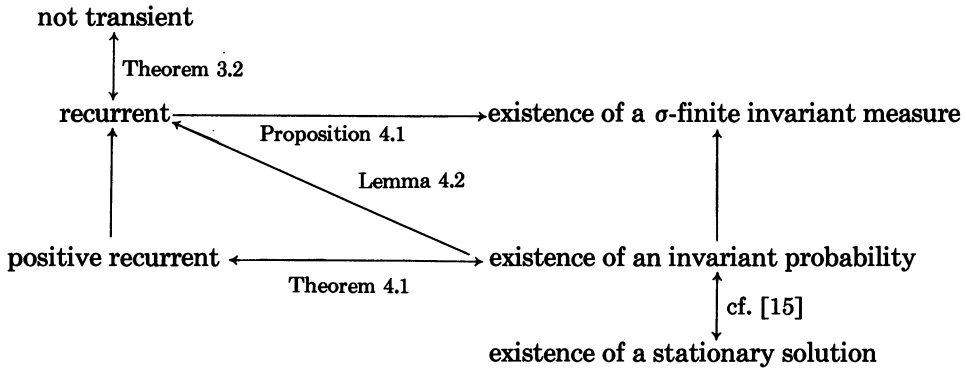 not transient
Theorem 3.2
recurrent
existence of a σ-finite invariant measure
Proposition 4.1
Lemma 4.2
positive recurrent
existence of an invariant probability
Theorem 4.1
cf. [15]
existence of a stationary solution